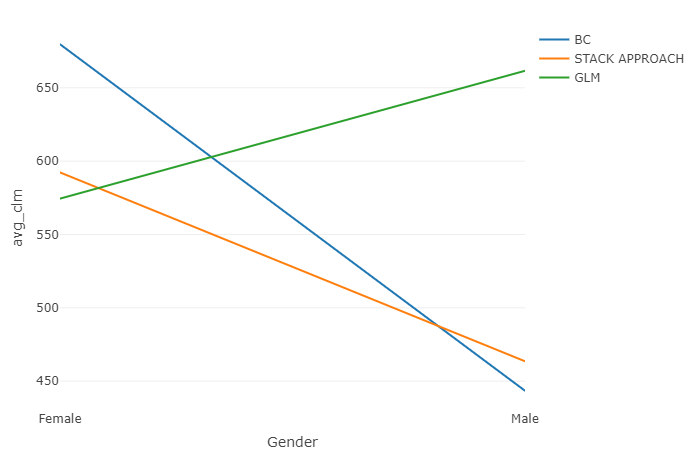 BC
STACK APPROACH
GLM
650
600
550
500
450
avg_clm
Female
Male
Gender